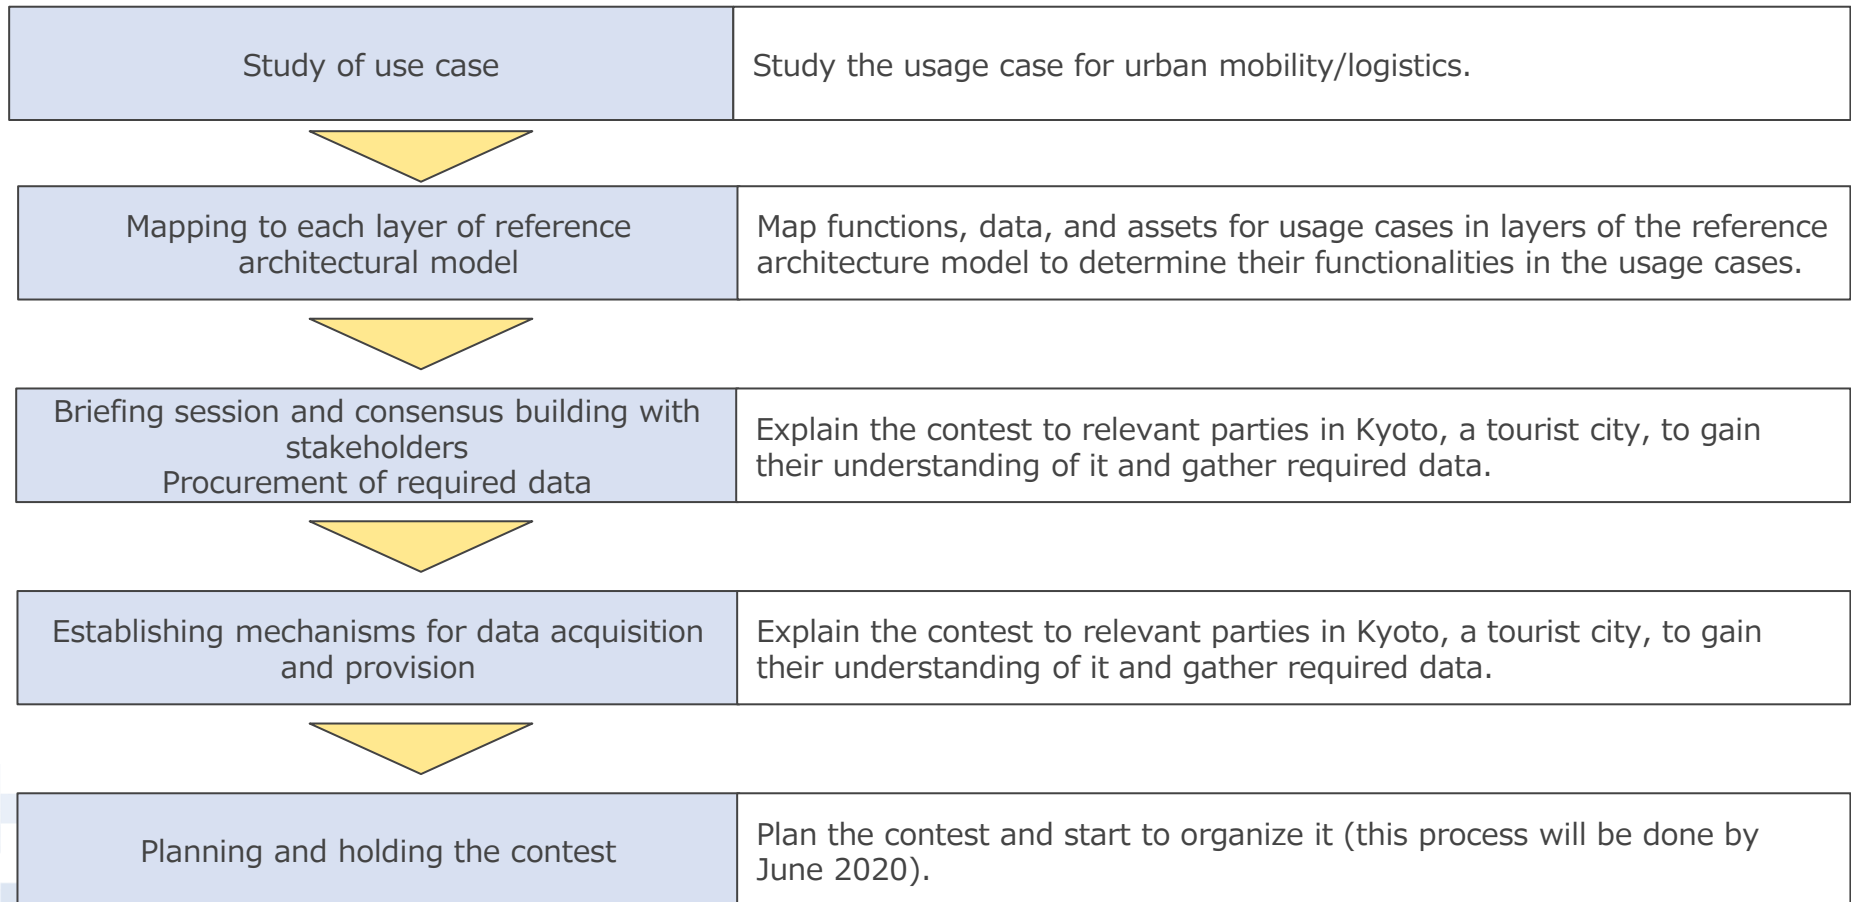 Study of use case
Study the usage case for urban mobility/logistics.
Mapping to each layer of reference
architectural model
Map functions, data, and assets for usage cases in layers of the reference
architecture model to determine their functionalities in the usage cases.
Briefing session and consensus building with
stakeholders
Procurement of required data
Explain the contest to relevant parties in Kyoto, a tourist city, to gain
their understanding of it and gather required data.
Establishing mechanisms for data acquisition
and provision
Explain the contest to relevant parties in Kyoto, a tourist city, to gain
their understanding of it and gather required data.
Planning and holding the contest
Plan the contest and start to organize it (this process will be done by
June 2020).